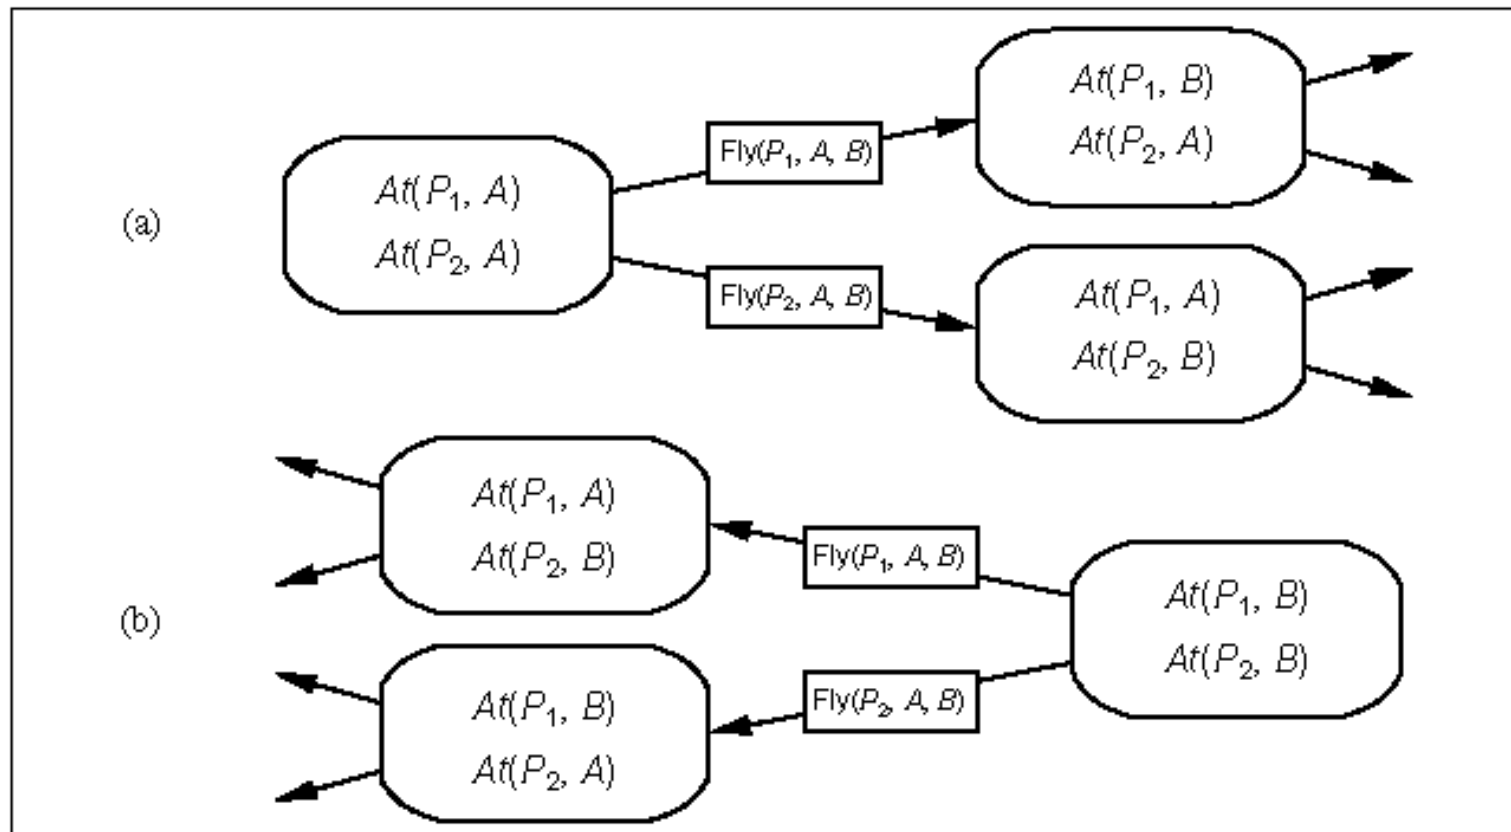 (a)
At(P₁, A)
At(P₂, A)
Fly(P₁, A, B)
At(P₁, B)
At(P₂, A)
Fly(P₂, A, B)
At(P₁, A)
At(P₂, B)
(b)
At(P₁, A)
At(P₂, B)
Fly(P₁, A, B)
At(P₁, B)
At(P₂, B)
At(P₁, B)
At(P₂, A)
Fly(P₂, A, B)